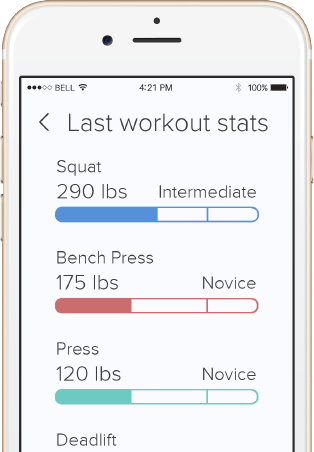 BELL 4:21 PM 100%
Last workout stats
Squat
290 lbs Intermediate
Bench Press
175 lbs Novice
Press
120 lbs Novice
Deadlift